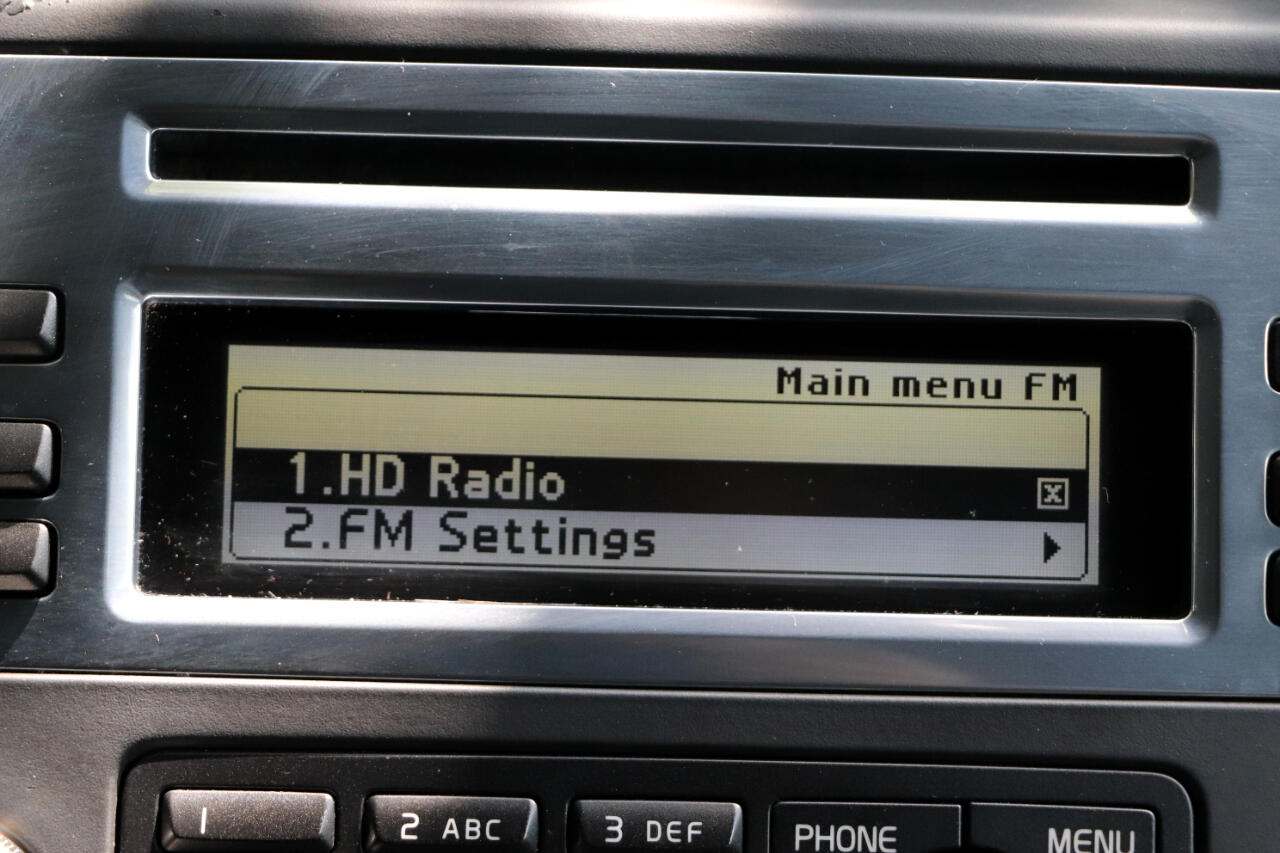 Main menu FM
1.HD Radio
2.FM Settings
1
2 ABC
3 DEF
PHONE
MENU